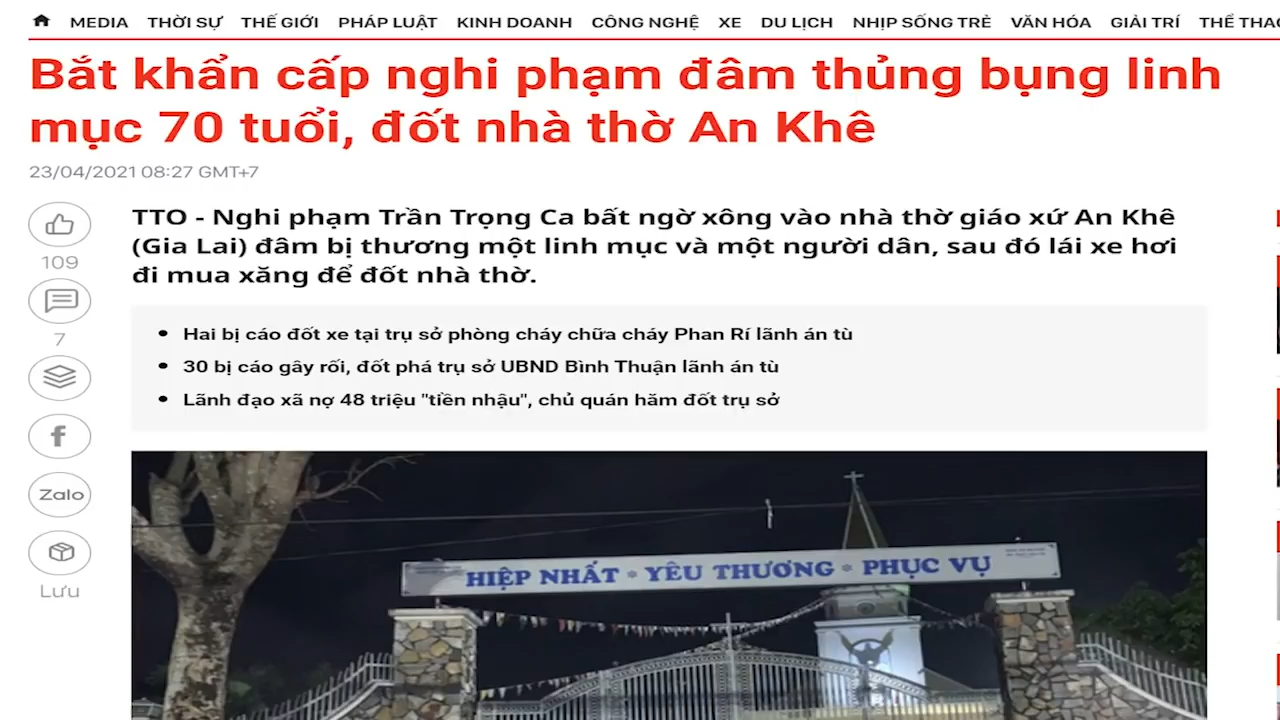 MEDIA THỜI SỰ THẾ GIỚI PHÁP LUẬT KINH DOANH CÔNG NGHỆ XE DU LỊCH NHỊP SỐNG TRẺ VĂN HÓA GIẢI TRÍ THỂ THAO
Bắt khẩn cấp nghi phạm đâm thủng bụng linh
mục 70 tuổi, đốt nhà thờ An Khê
23/04/2021 08:27 GMT+7
TTO - Nghi phạm Trần Trọng Ca bất ngờ xông vào nhà thờ giáo xứ An Khê
(Gia Lai) đâm bị thương một linh mục và một người dân, sau đó lái xe hơi
đi mua xăng để đốt nhà thờ.
109
7
f
Zalo
Lưu
• Hai bị cáo đốt xe tại trụ sở phòng cháy chữa cháy Phan Rí lãnh án tù
• 30 bị cáo gây rối, đốt phá trụ sở UBND Bình Thuận lãnh án tù
• Lãnh đạo xã nợ 48 triệu "tiền nhậu", chủ quán hăm đốt trụ sở
HIỆP NHẤT * YÊU THƯƠNG * PHỤC VỤ